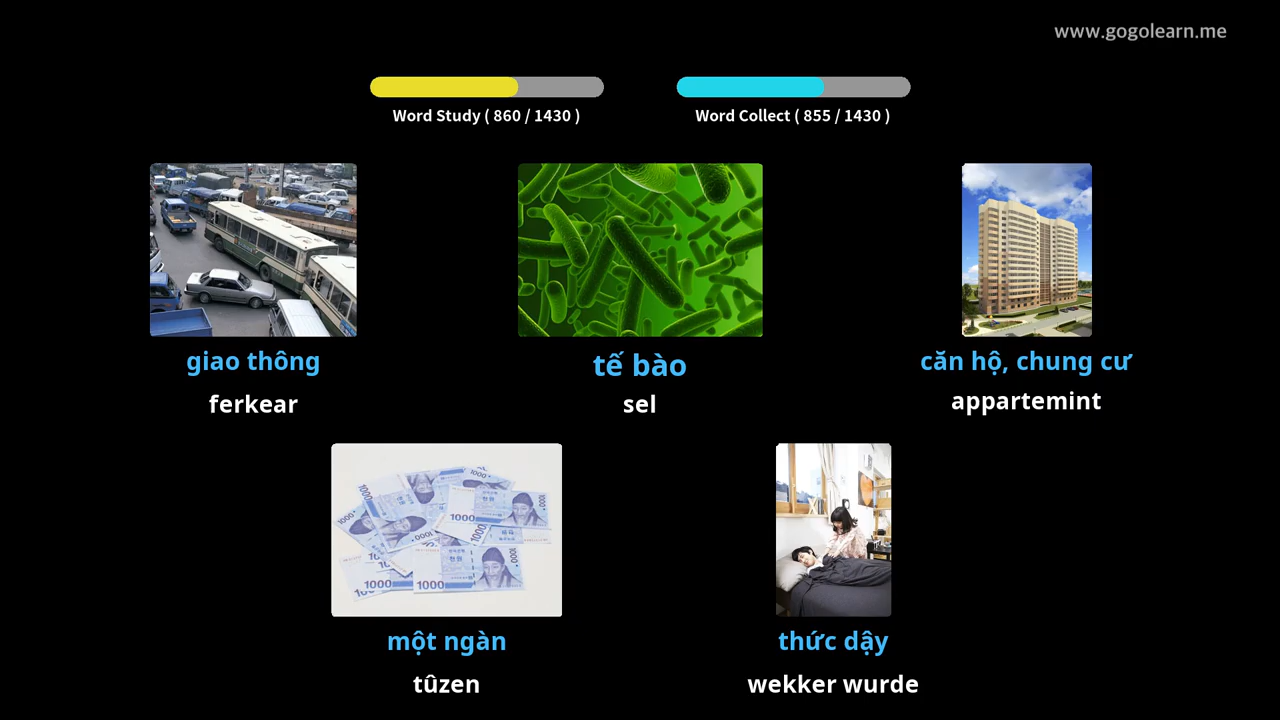 www.gogolearn.me
Word Study ( 860 / 1430 )
Word Collect ( 855 / 1430 )
giao thông
tế bào
căn hộ, chung cư
ferkear
sel
appartemint
một ngàn
thức dậy
tûzen
wekker wurde